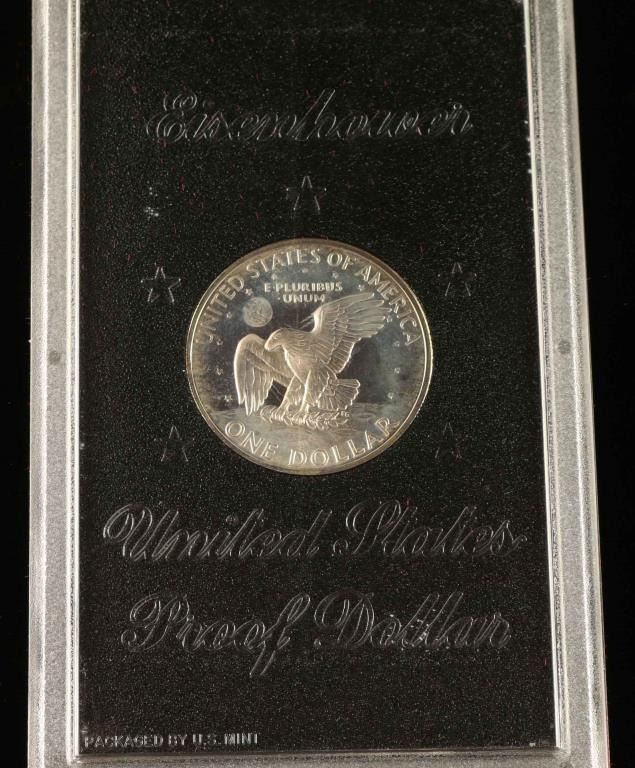 Eisenhower
UNITED STATES OF AMERICA
E·PLURIBUS
UNUM
ONE DOLLAR
United States
Proof Dollar
PACKAGED BY U.S. MINT